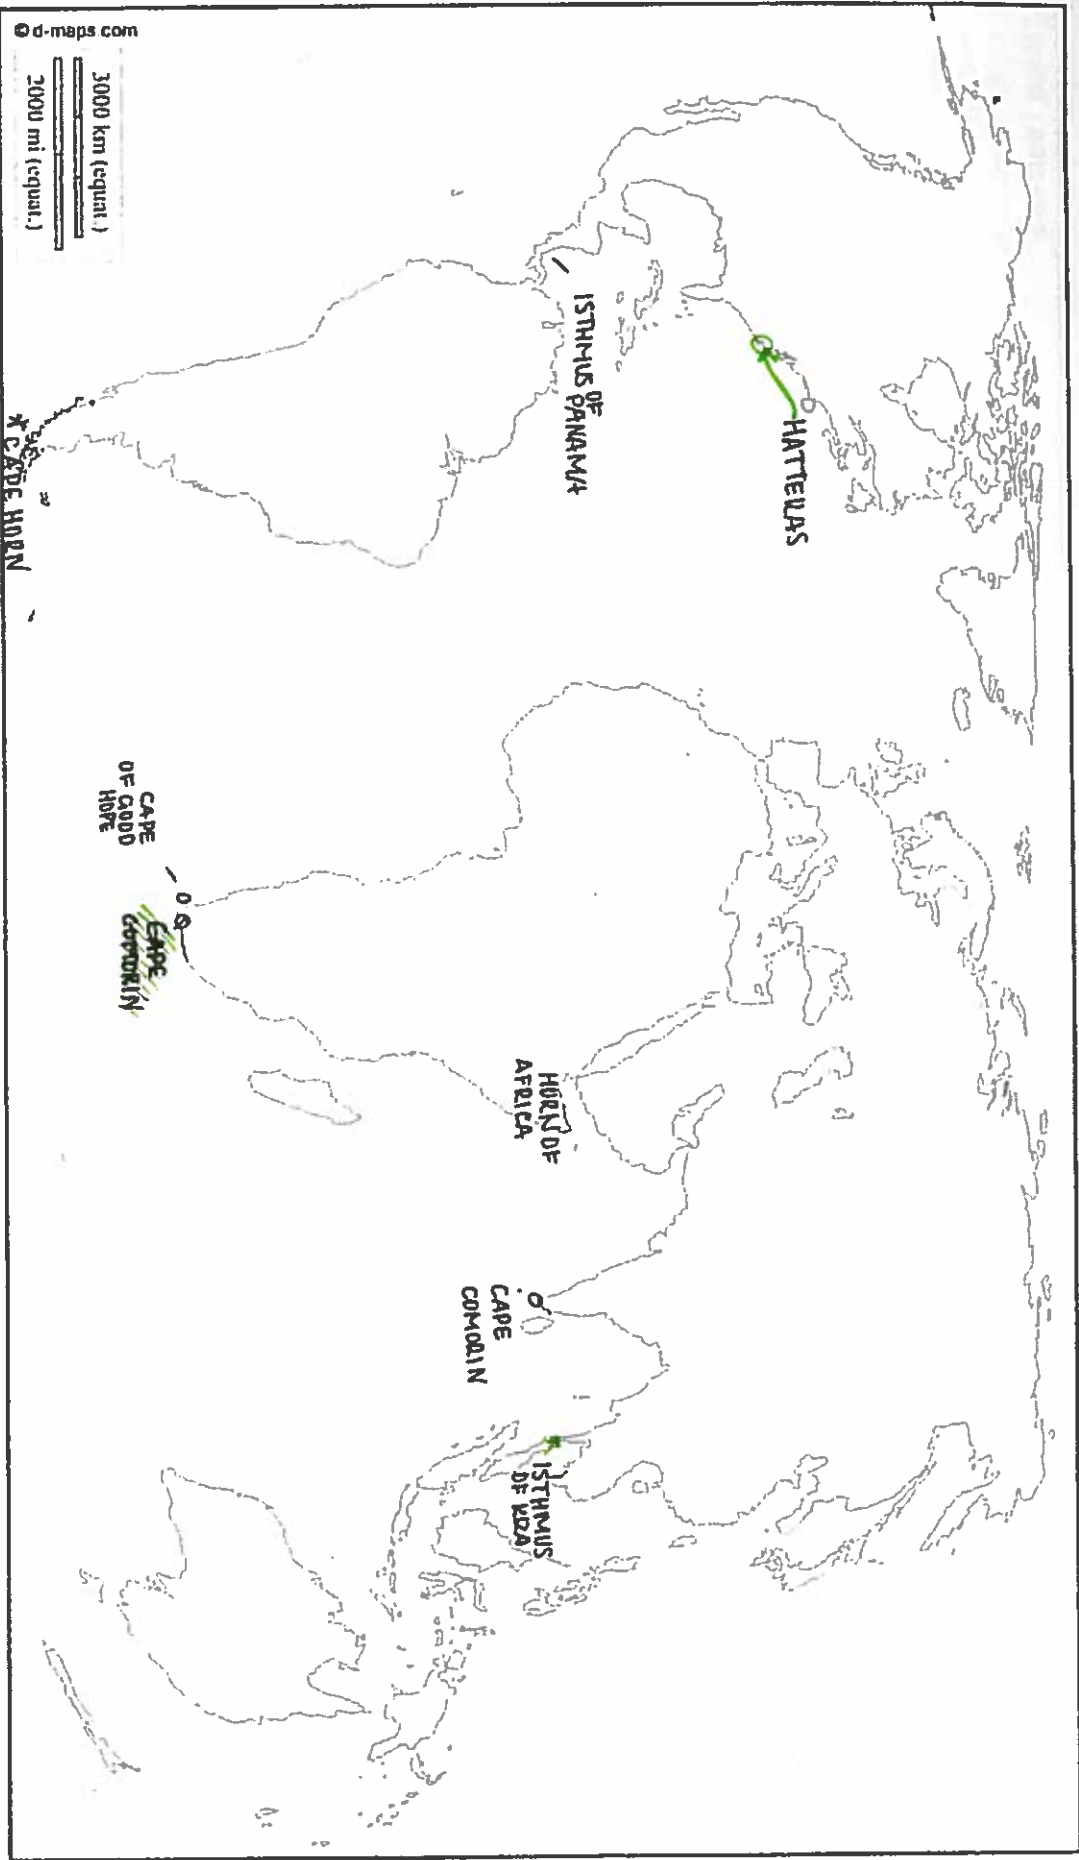 ©d-maps.com
3000 km (equat.)
2000 mi (equat.)
HATTERAS
ISTHMUS OF
PANAMA
* CAPE HORN
CAPE
OF GOOD
HOPE
CAPE
COMORIN
HORN OF
AFRICA
CAPE
COMORIN
ISTHMUS
OF KRA